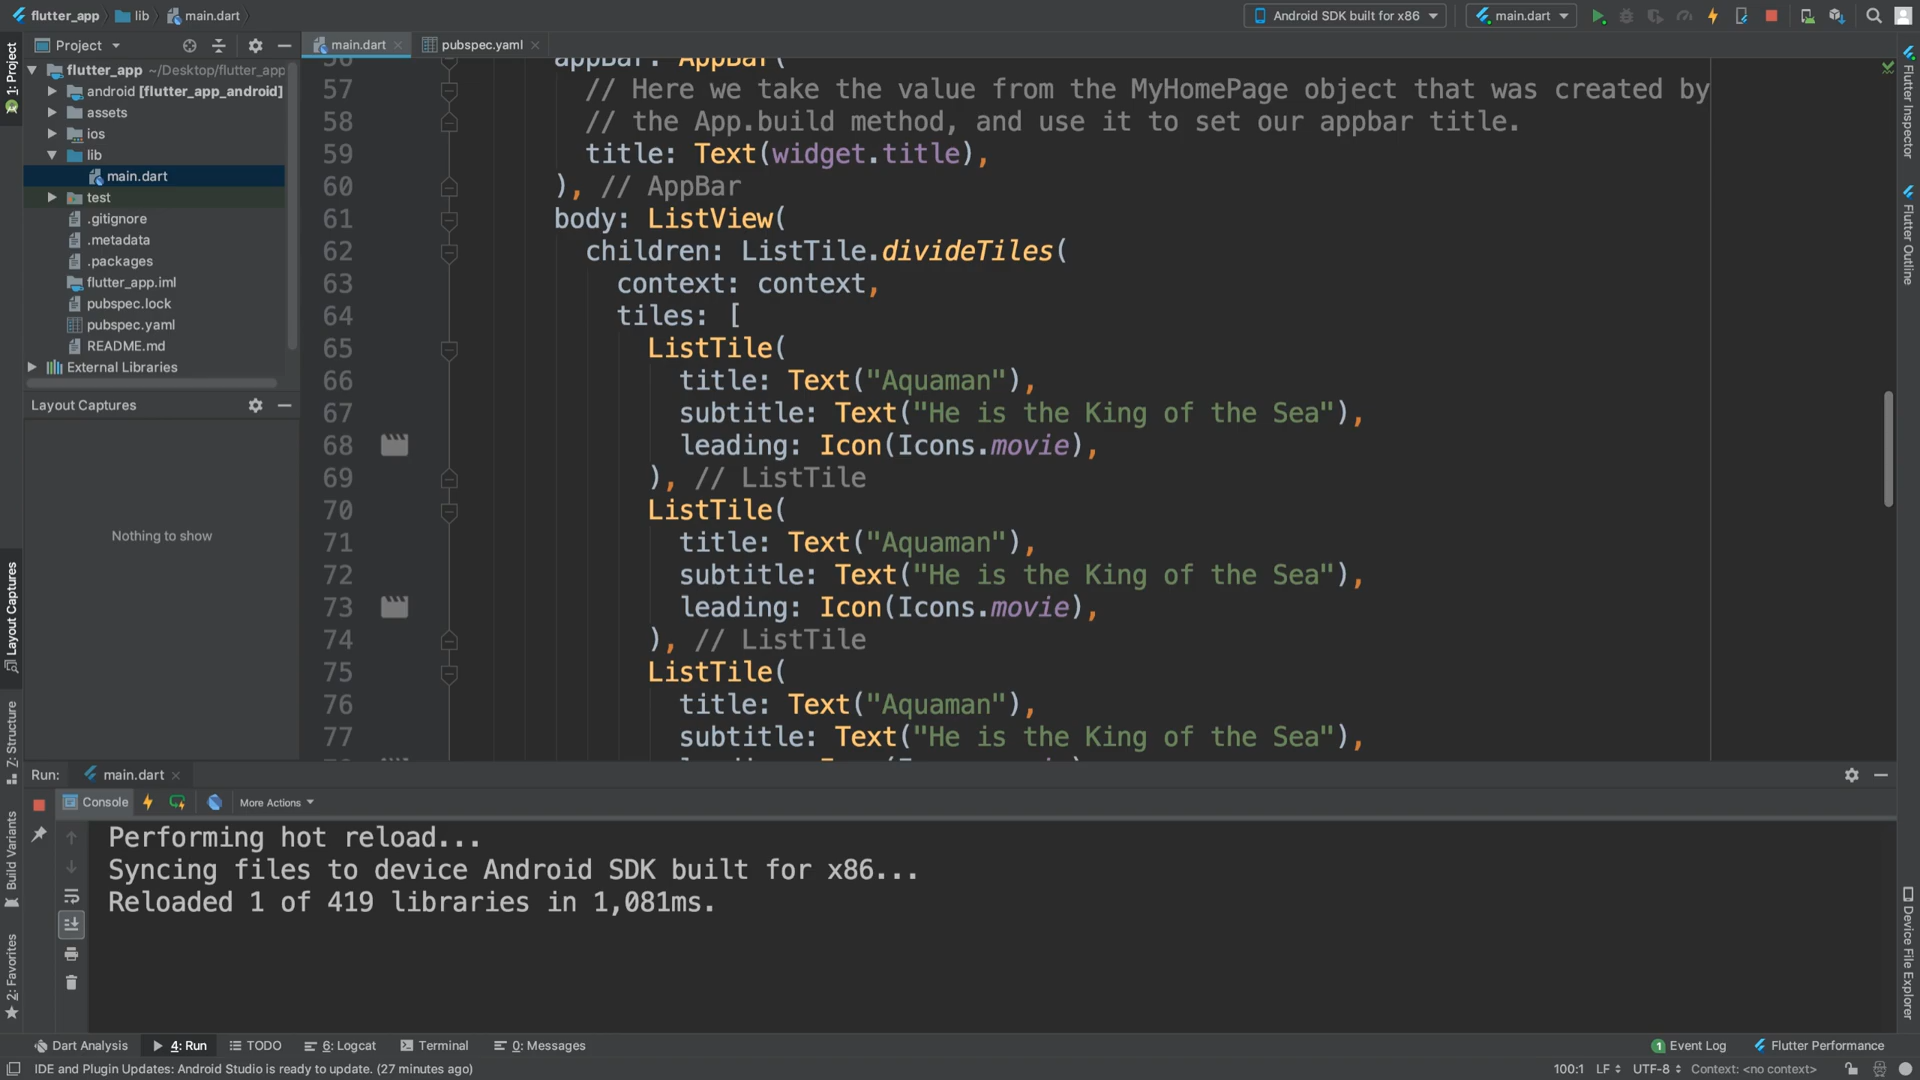 flutter_app
lib
main.dart
Android SDK built for x86
main.dart
Project
main.dart
pubspec.yaml
flutter_app ~/Desktop/flutter_app
android [flutter_app_android]
assets
ios
lib
main.dart
test
.gitignore
.metadata
.packages
flutter_app.iml
pubspec.lock
pubspec.yaml
README.md
External Libraries
Layout Captures
Nothing to show
1: Project
Layout Captures
Z: Structure
Build Variants
2: Favorites
56 appBar: AppBar(
57 // Here we take the value from the MyHomePage object that was created by
58 // the App.build method, and use it to set our appbar title.
59 title: Text(widget.title),
60 ), // AppBar
61 body: ListView(
62 children: ListTile.divideTiles(
63 context: context,
64 tiles: [
65 ListTile(
66 title: Text("Aquaman"),
67 subtitle: Text("He is the King of the Sea"),
68 leading: Icon(Icons.movie),
69 ), // ListTile
70 ListTile(
71 title: Text("Aquaman"),
72 subtitle: Text("He is the King of the Sea"),
73 leading: Icon(Icons.movie),
74 ), // ListTile
75 ListTile(
76 title: Text("Aquaman"),
77 subtitle: Text("He is the King of the Sea"),
Flutter Inspector
Flutter Outline
Device File Explorer
Run: main.dart
Console
More Actions
Performing hot reload...
Syncing files to device Android SDK built for x86...
Reloaded 1 of 419 libraries in 1,081ms.
Dart Analysis
4: Run
TODO
6: Logcat
Terminal
0: Messages
1 Event Log
Flutter Performance
IDE and Plugin Updates: Android Studio is ready to update. (27 minutes ago)
100:1 LF UTF-8 Context: <no context>